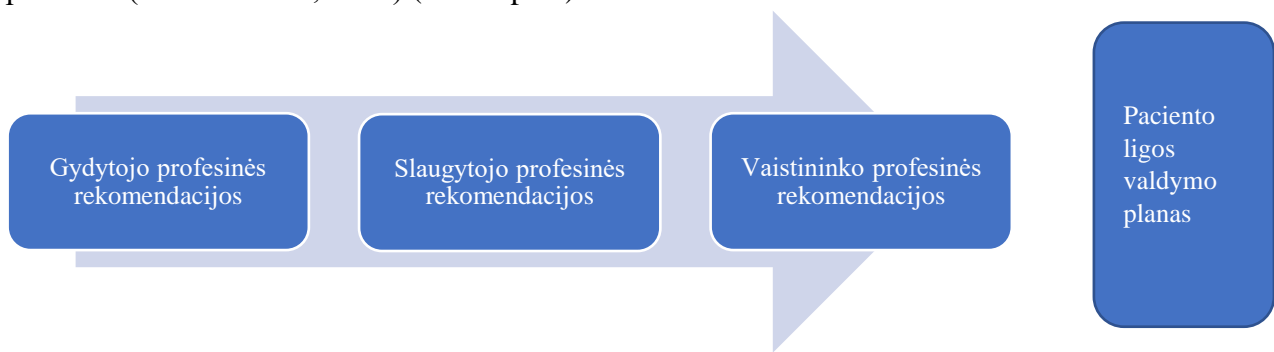 Gydytojo profesinės
rekomendacijos
Slaugytojo profesinės
rekomendacijos
Vaistininko profesinės
rekomendacijos
Paciento
ligos
valdymo
planas